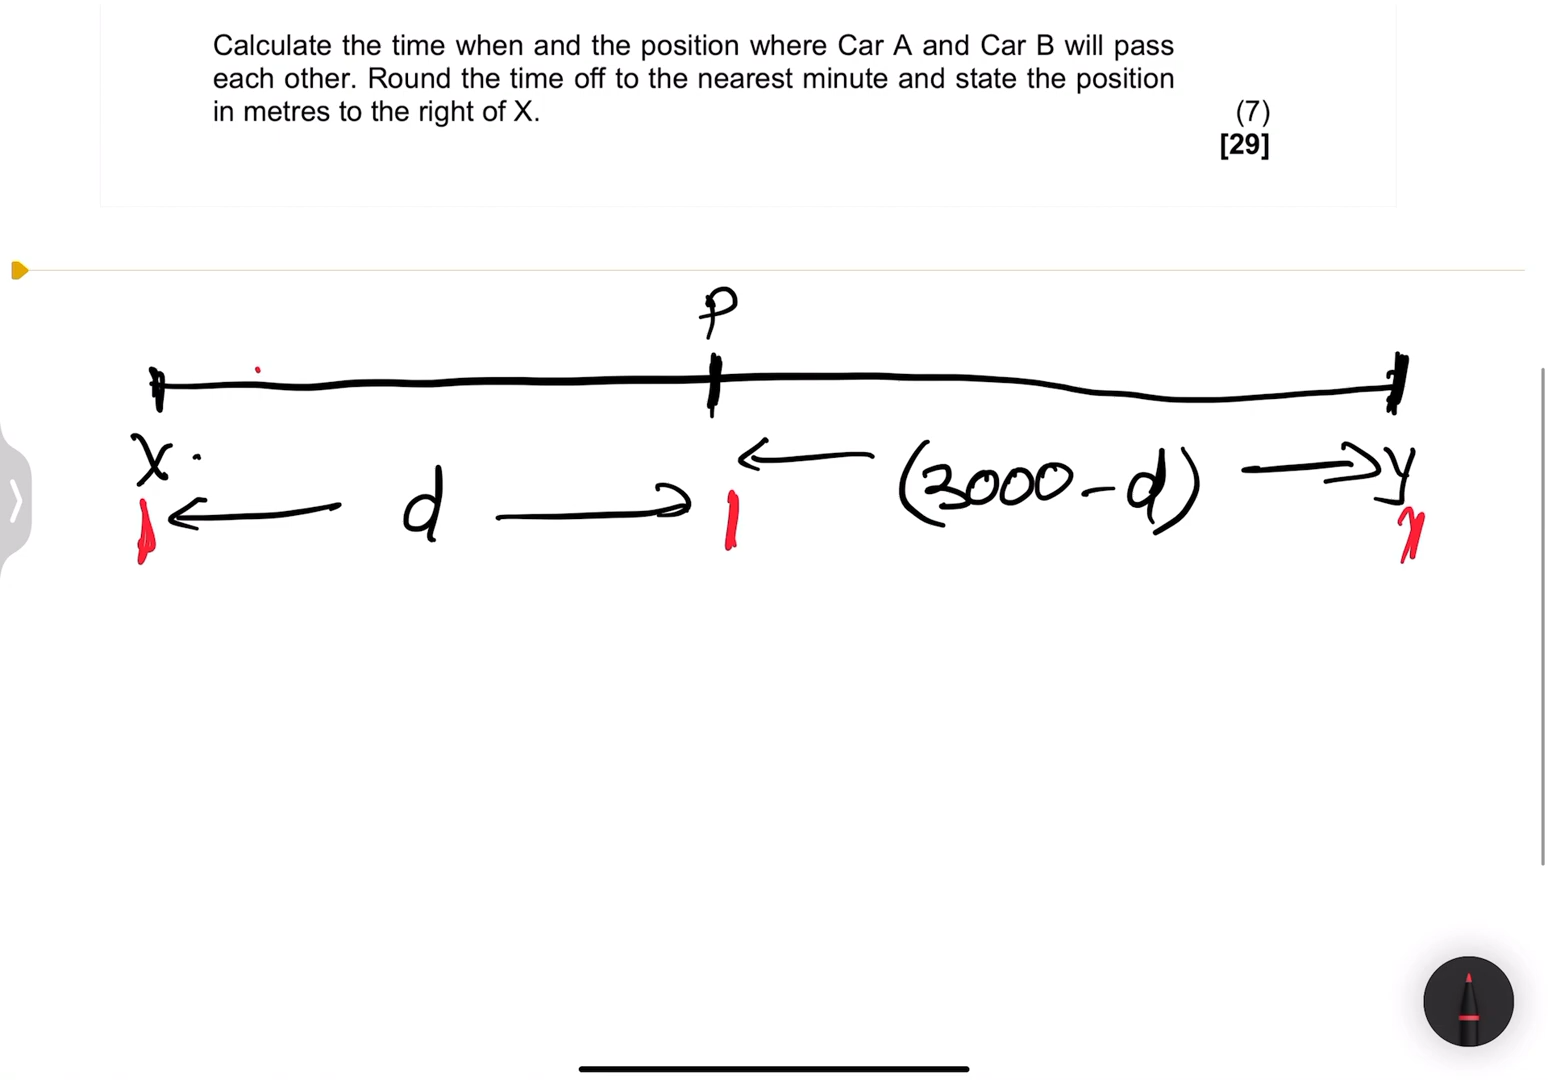 Calculate the time when and the position where Car A and Car B will pass
each other. Round the time off to the nearest minute and state the position
in metres to the right of X.
(7)
[29]
P
X
y
d
(3000-d)